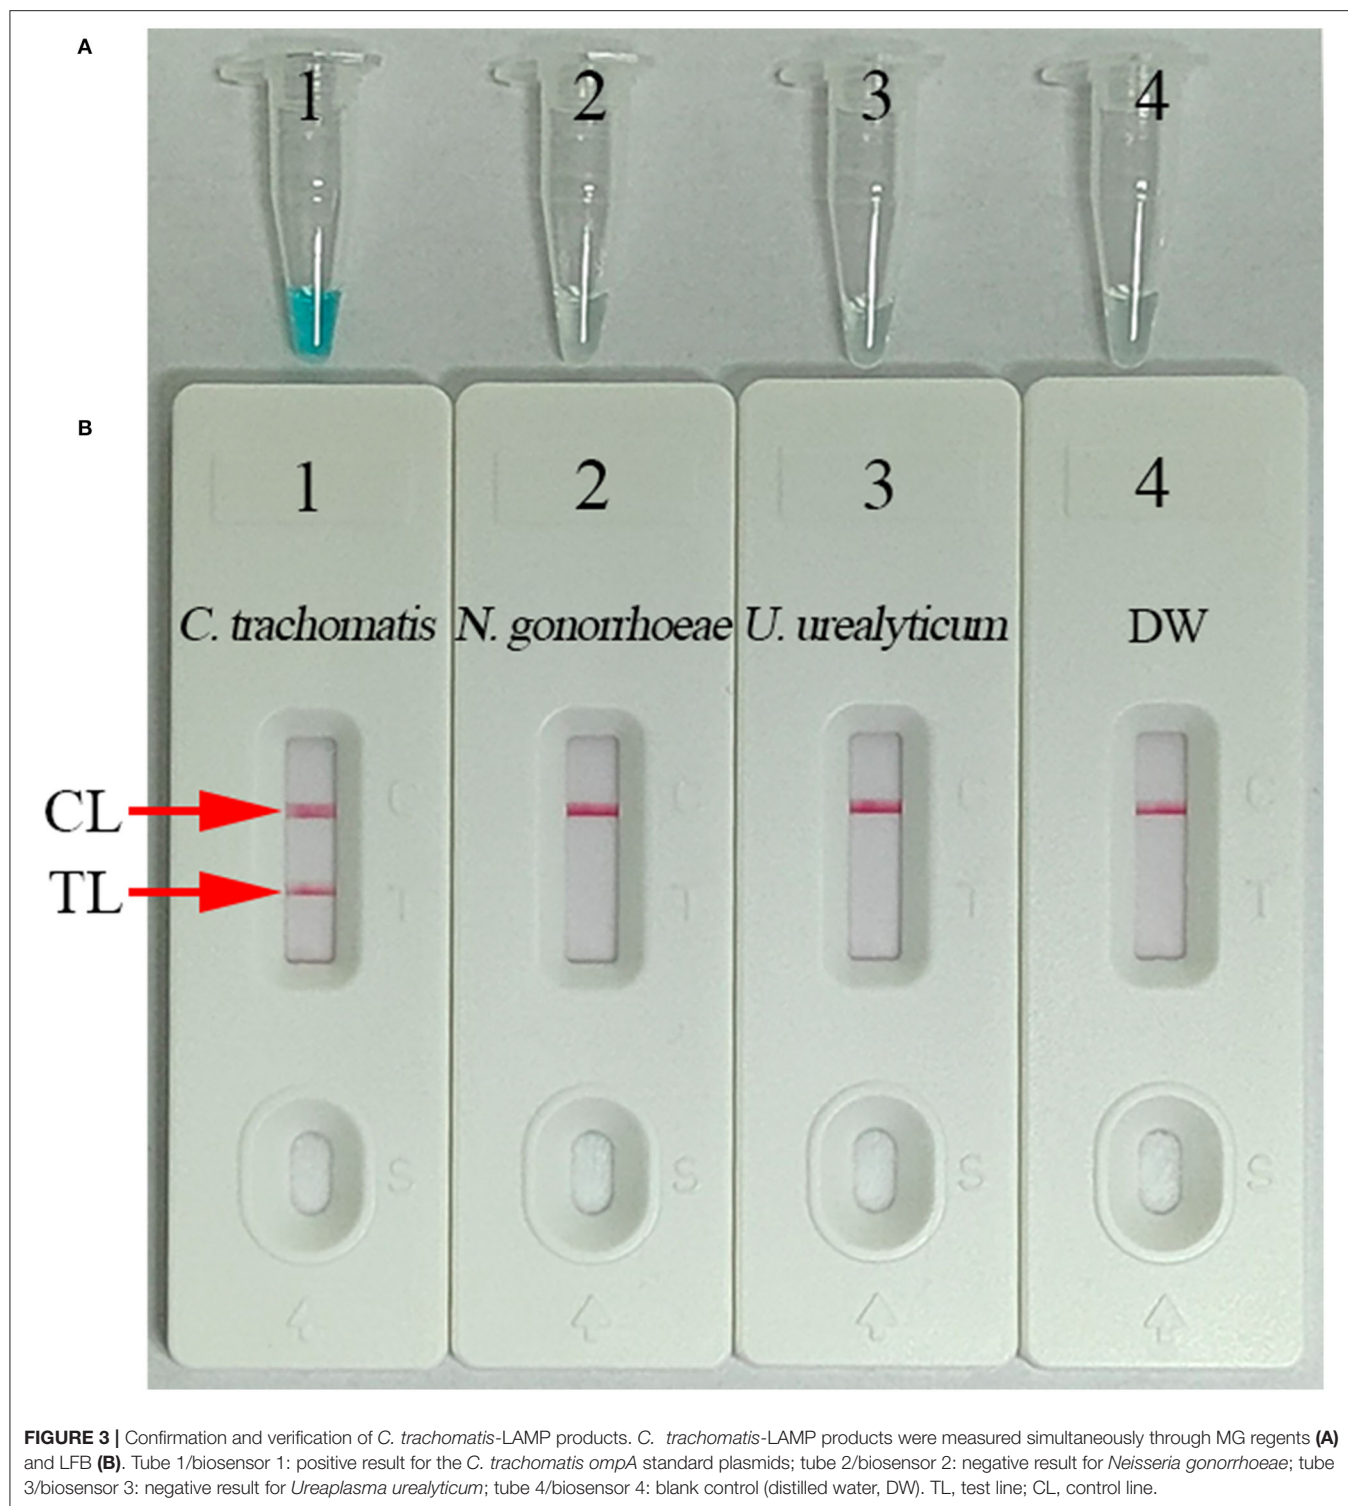 A
1 2 3 4
B
1 2 3 4
C. trachomatis N. gonorrhoeae U. urealyticum DW
CL C C C C
TL T T T T
S S S S
FIGURE 3 | Confirmation and verification of C. trachomatis-LAMP products. C. trachomatis-LAMP products were measured simultaneously through MG regents (A)
and LFB (B). Tube 1/biosensor 1: positive result for the C. trachomatis ompA standard plasmids; tube 2/biosensor 2: negative result for Neisseria gonorrhoeae; tube
3/biosensor 3: negative result for Ureaplasma urealyticum; tube 4/biosensor 4: blank control (distilled water, DW). TL, test line; CL, control line.